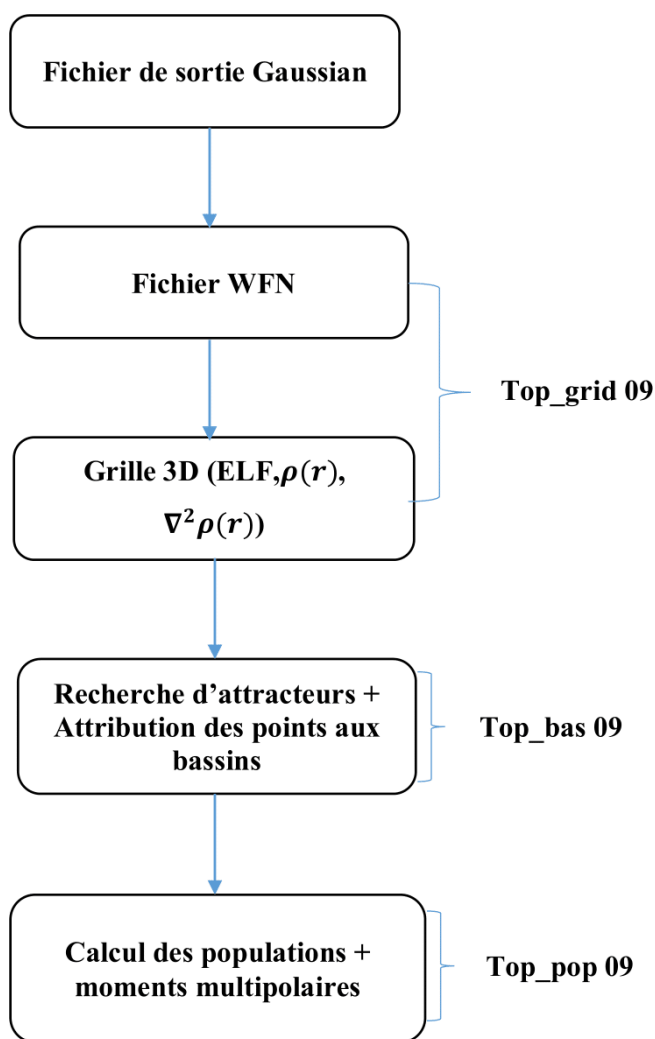 Fichier de sortie Gaussian
Fichier WFN
Top_grid 09
Grille 3D (ELF,ρ(r),
∇²ρ(r))
Recherche d’attracteurs +
Attribution des points aux
bassins
Top_bas 09
Calcul des populations +
moments multipolaires
Top_pop 09